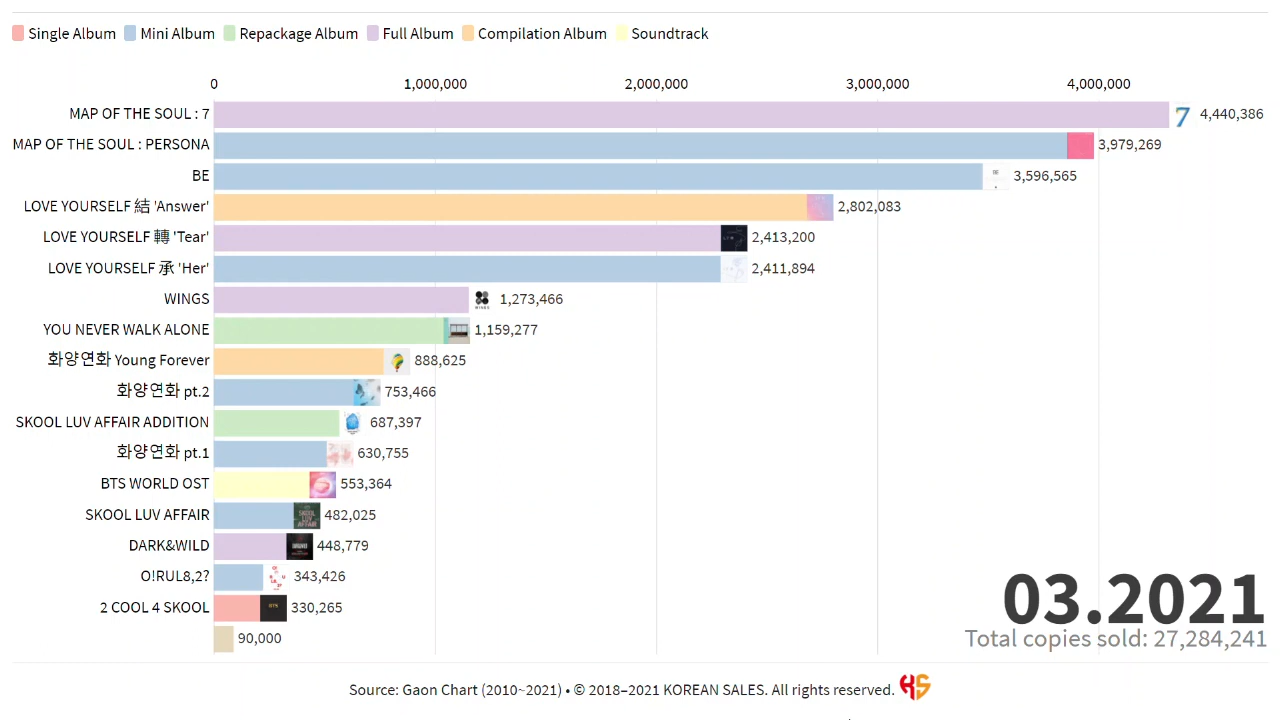 Single Album Mini Album Repackage Album Full Album Compilation Album Soundtrack
0 1,000,000 2,000,000 3,000,000 4,000,000
MAP OF THE SOUL : 7 7 4,440,386
MAP OF THE SOUL : PERSONA 3,979,269
BE BE 3,596,565
LOVE YOURSELF 結 'Answer' 2,802,083
LOVE YOURSELF 轉 'Tear' 2,413,200
LOVE YOURSELF 承 'Her' 2,411,894
WINGS WINGS 1,273,466
YOU NEVER WALK ALONE 1,159,277
화양연화 Young Forever 888,625
화양연화 pt.2 753,466
SKOOL LUV AFFAIR ADDITION 687,397
화양연화 pt.1 630,755
BTS WORLD OST 553,364
SKOOL LUV AFFAIR SKOOL LUV AFFAIR 482,025
DARK&WILD 448,779
O!RUL8,2? 343,426
2 COOL 4 SKOOL BTS 330,265
90,000
03.2021
Total copies sold: 27,284,241
Source: Gaon Chart (2010~2021) • © 2018–2021 KOREAN SALES. All rights reserved. KS